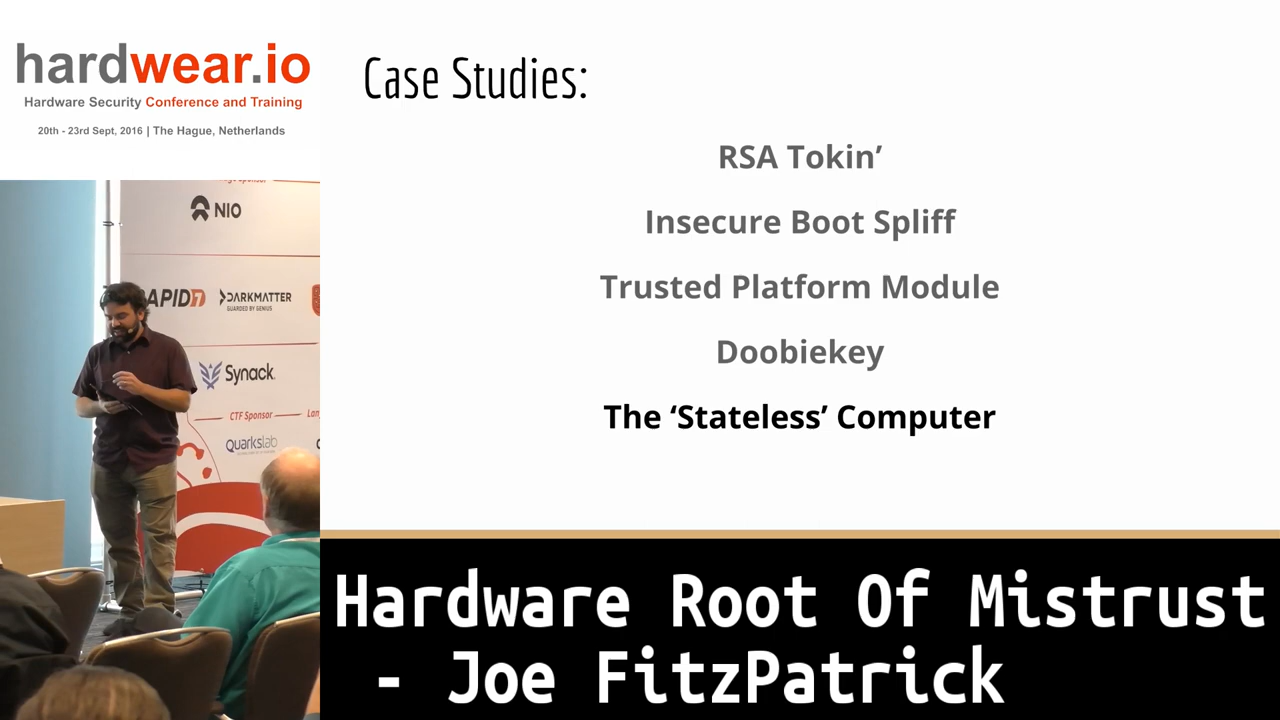 hardwear.io
Hardware Security Conference and Training
20th - 23rd Sept, 2016 | The Hague, Netherlands
NIO
RAPID7
DARKMATTER
GUARDED BY GENIUS
Synack
CTF Sponsor
Quarkslab
Case Studies:
RSA Tokin’
Insecure Boot Spliff
Trusted Platform Module
Doobiekey
The ‘Stateless’ Computer
Hardware Root Of Mistrust
- Joe FitzPatrick